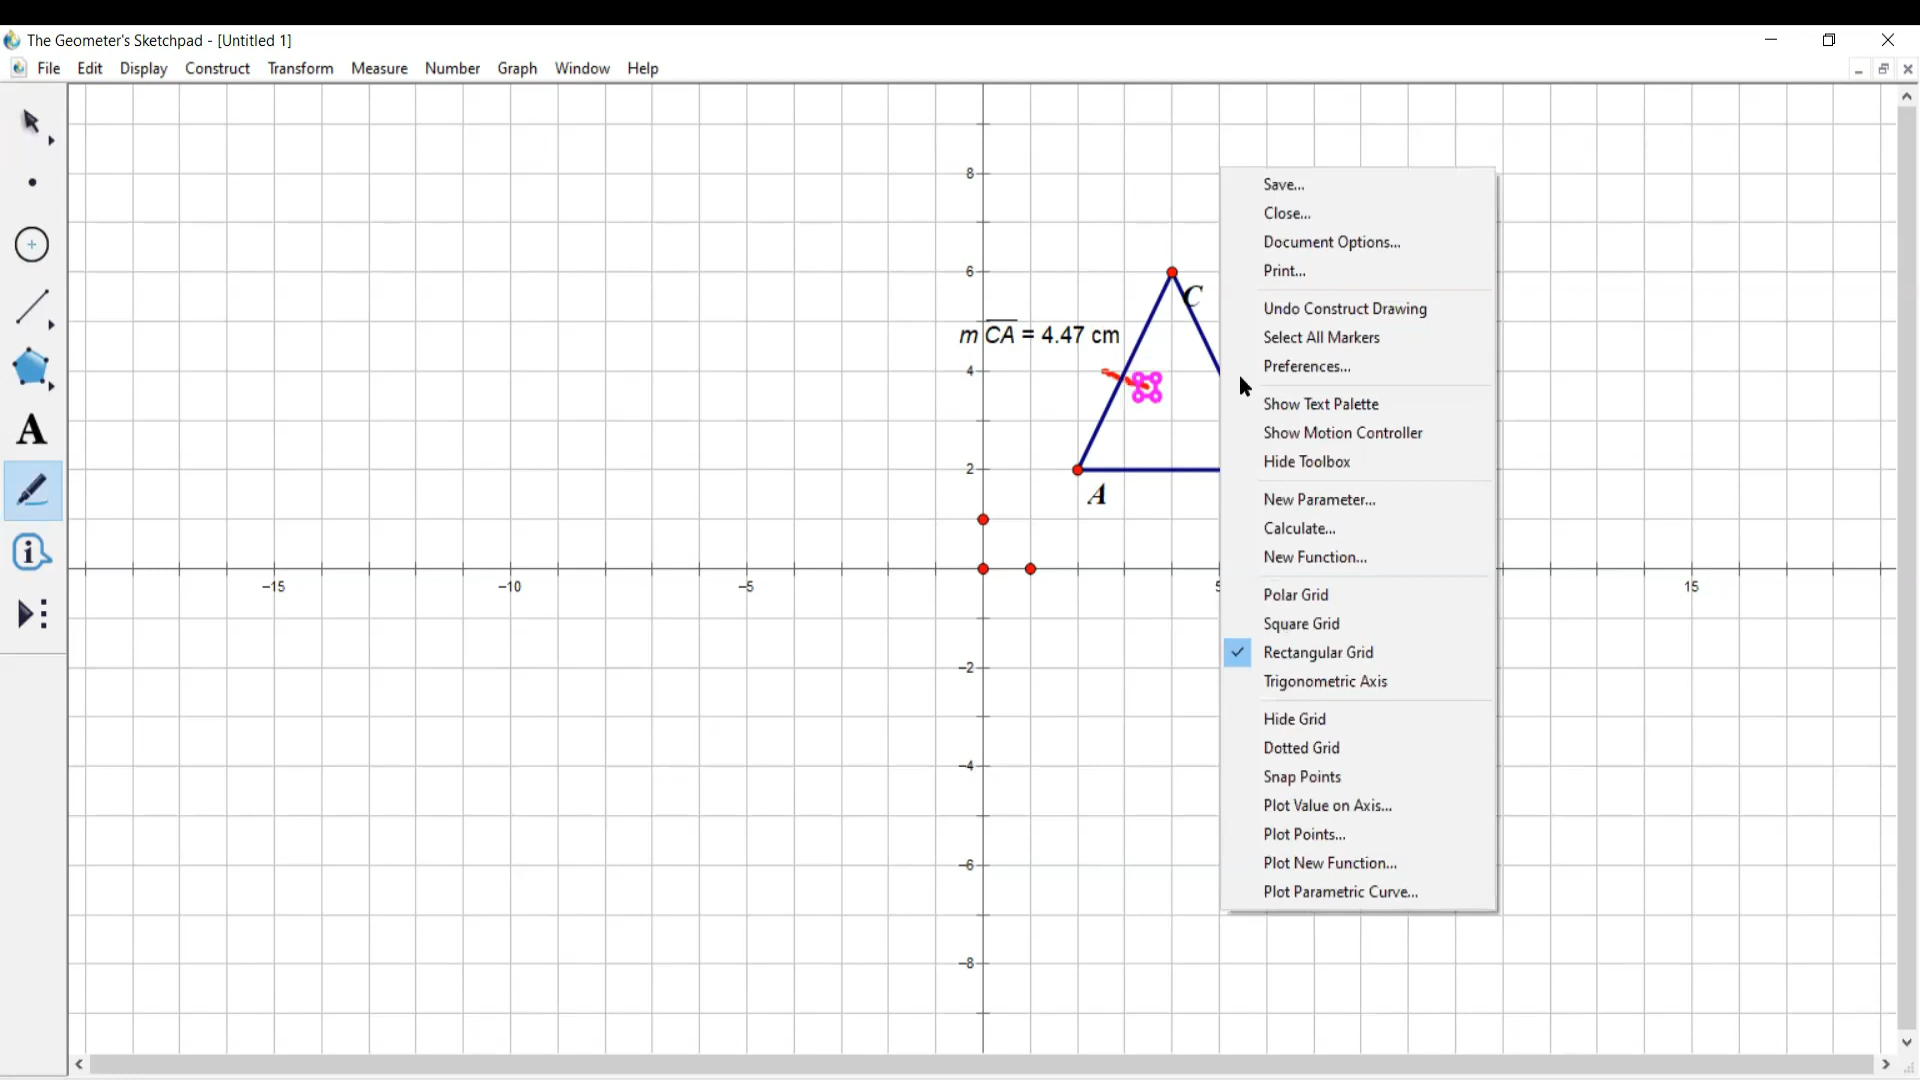 The Geometer's Sketchpad - [Untitled 1]
File Edit Display Construct Transform Measure Number Graph Window Help
Save...
Close...
Document Options...
Print...
Undo Construct Drawing
Select All Markers
Preferences...
Show Text Palette
Show Motion Controller
Hide Toolbox
New Parameter...
Calculate...
New Function...
Polar Grid
Square Grid
Rectangular Grid
Trigonometric Axis
Hide Grid
Dotted Grid
Snap Points
Plot Value on Axis...
Plot Points...
Plot New Function...
Plot Parametric Curve...
8
6
C
m CA = 4.47 cm
4
2
A
A
-15 -10 -5 5 15
-2
-4
-6
-8